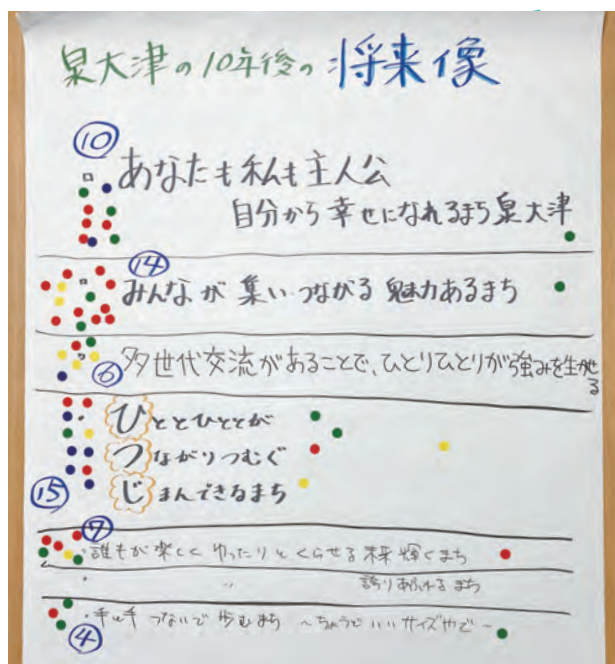 泉大津の10年後の将来像
⑩
・あなたも私も主人公
自分から幸せになれるまち泉大津
⑭
・みんなが集い・つながる魅力あるまち
⑥
・多世代交流があることで、ひとりひとりが強みを生かせる
・ひととひととが
つながりつむぐ
じまんできるまち
⑮
⑦
・誰もが楽しくゆったりとくらせる未来輝くまち
・〃 誇りあふれるまち
・手と手つないで歩むまち ～ちょうどいいサイズやで～
④